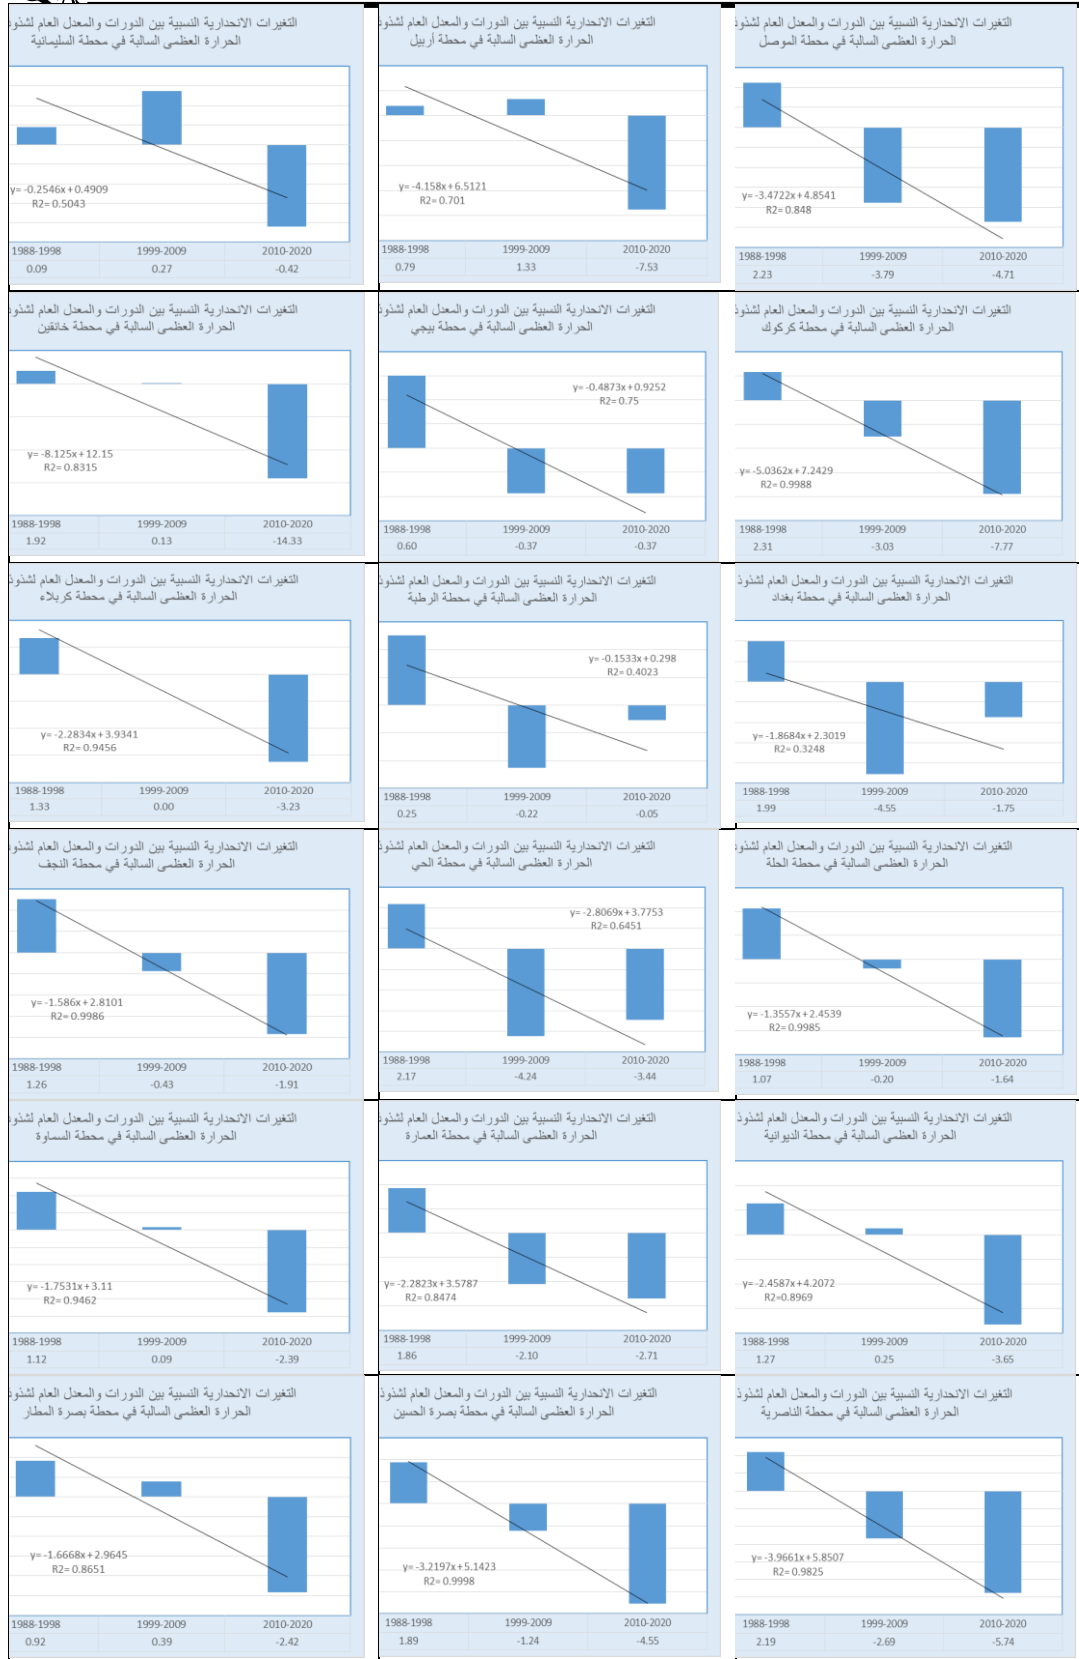 التغيرات الانحدارية النسبية بين الدورات والمعدل العام لشذوذ
الحرارة العظمى السالبة في محطة الموصل
y= -3.4722x + 4.8541
R2= 0.848
1988-1998 1999-2009 2010-2020
2.23 -3.79 -4.71
التغيرات الانحدارية النسبية بين الدورات والمعدل العام لشذوذ
الحرارة العظمى السالبة في محطة أربيل
y= -4.158x + 6.5121
R2= 0.701
1988-1998 1999-2009 2010-2020
0.79 1.33 -7.53
التغيرات الانحدارية النسبية بين الدورات والمعدل العام لشذوذ
الحرارة العظمى السالبة في محطة السليمانية
y= -0.2546x + 0.4909
R2= 0.5043
1988-1998 1999-2009 2010-2020
0.09 0.27 -0.42
التغيرات الانحدارية النسبية بين الدورات والمعدل العام لشذوذ
الحرارة العظمى السالبة في محطة كركوك
y= -5.0362x + 7.2429
R2= 0.9988
1988-1998 1999-2009 2010-2020
2.31 -3.03 -7.77
التغيرات الانحدارية النسبية بين الدورات والمعدل العام لشذوذ
الحرارة العظمى السالبة في محطة بيجي
y= -0.4873x + 0.9252
R2= 0.75
1988-1998 1999-2009 2010-2020
0.60 -0.37 -0.37
التغيرات الانحدارية النسبية بين الدورات والمعدل العام لشذوذ
الحرارة العظمى السالبة في محطة خانقين
y= -8.125x + 12.15
R2= 0.8315
1988-1998 1999-2009 2010-2020
1.92 0.13 -14.33
التغيرات الانحدارية النسبية بين الدورات والمعدل العام لشذوذ
الحرارة العظمى السالبة في محطة بغداد
y= -1.8684x + 2.3019
R2= 0.3248
1988-1998 1999-2009 2010-2020
1.99 -4.55 -1.75
التغيرات الانحدارية النسبية بين الدورات والمعدل العام لشذوذ
الحرارة العظمى السالبة في محطة الرطبة
y= -0.1533x + 0.298
R2= 0.4023
1988-1998 1999-2009 2010-2020
0.25 -0.22 -0.05
التغيرات الانحدارية النسبية بين الدورات والمعدل العام لشذوذ
الحرارة العظمى السالبة في محطة كربلاء
y= -2.2834x + 3.9341
R2= 0.9456
1988-1998 1999-2009 2010-2020
1.33 0.00 -3.23
التغيرات الانحدارية النسبية بين الدورات والمعدل العام لشذوذ
الحرارة العظمى السالبة في محطة الحلة
y= -1.3557x + 2.4539
R2= 0.9985
1988-1998 1999-2009 2010-2020
1.07 -0.20 -1.64
التغيرات الانحدارية النسبية بين الدورات والمعدل العام لشذوذ
الحرارة العظمى السالبة في محطة الحي
y= -2.8069x + 3.7753
R2= 0.6451
1988-1998 1999-2009 2010-2020
2.17 -4.24 -3.44
التغيرات الانحدارية النسبية بين الدورات والمعدل العام لشذوذ
الحرارة العظمى السالبة في محطة النجف
y= -1.586x + 2.8101
R2= 0.9986
1988-1998 1999-2009 2010-2020
1.26 -0.43 -1.91
التغيرات الانحدارية النسبية بين الدورات والمعدل العام لشذوذ
الحرارة العظمى السالبة في محطة الديوانية
y= -2.4587x + 4.2072
R2=0.8969
1988-1998 1999-2009 2010-2020
1.27 0.25 -3.65
التغيرات الانحدارية النسبية بين الدورات والمعدل العام لشذوذ
الحرارة العظمى السالبة في محطة العمارة
y= -2.2823x + 3.5787
R2= 0.8474
1988-1998 1999-2009 2010-2020
1.86 -2.10 -2.71
التغيرات الانحدارية النسبية بين الدورات والمعدل العام لشذوذ
الحرارة العظمى السالبة في محطة السماوة
y= -1.7531x + 3.11
R2= 0.9462
1988-1998 1999-2009 2010-2020
1.12 0.09 -2.39
التغيرات الانحدارية النسبية بين الدورات والمعدل العام لشذوذ
الحرارة العظمى السالبة في محطة الناصرية
y= -3.9661x + 5.8507
R2= 0.9825
1988-1998 1999-2009 2010-2020
2.19 -2.69 -5.74
التغيرات الانحدارية النسبية بين الدورات والمعدل العام لشذوذ
الحرارة العظمى السالبة في محطة بصرة الحسين
y= -3.2197x + 5.1423
R2= 0.9998
1988-1998 1999-2009 2010-2020
1.89 -1.24 -4.55
التغيرات الانحدارية النسبية بين الدورات والمعدل العام لشذوذ
الحرارة العظمى السالبة في محطة بصرة المطار
y= -1.6668x + 2.9645
R2= 0.8651
1988-1998 1999-2009 2010-2020
0.92 0.39 -2.42